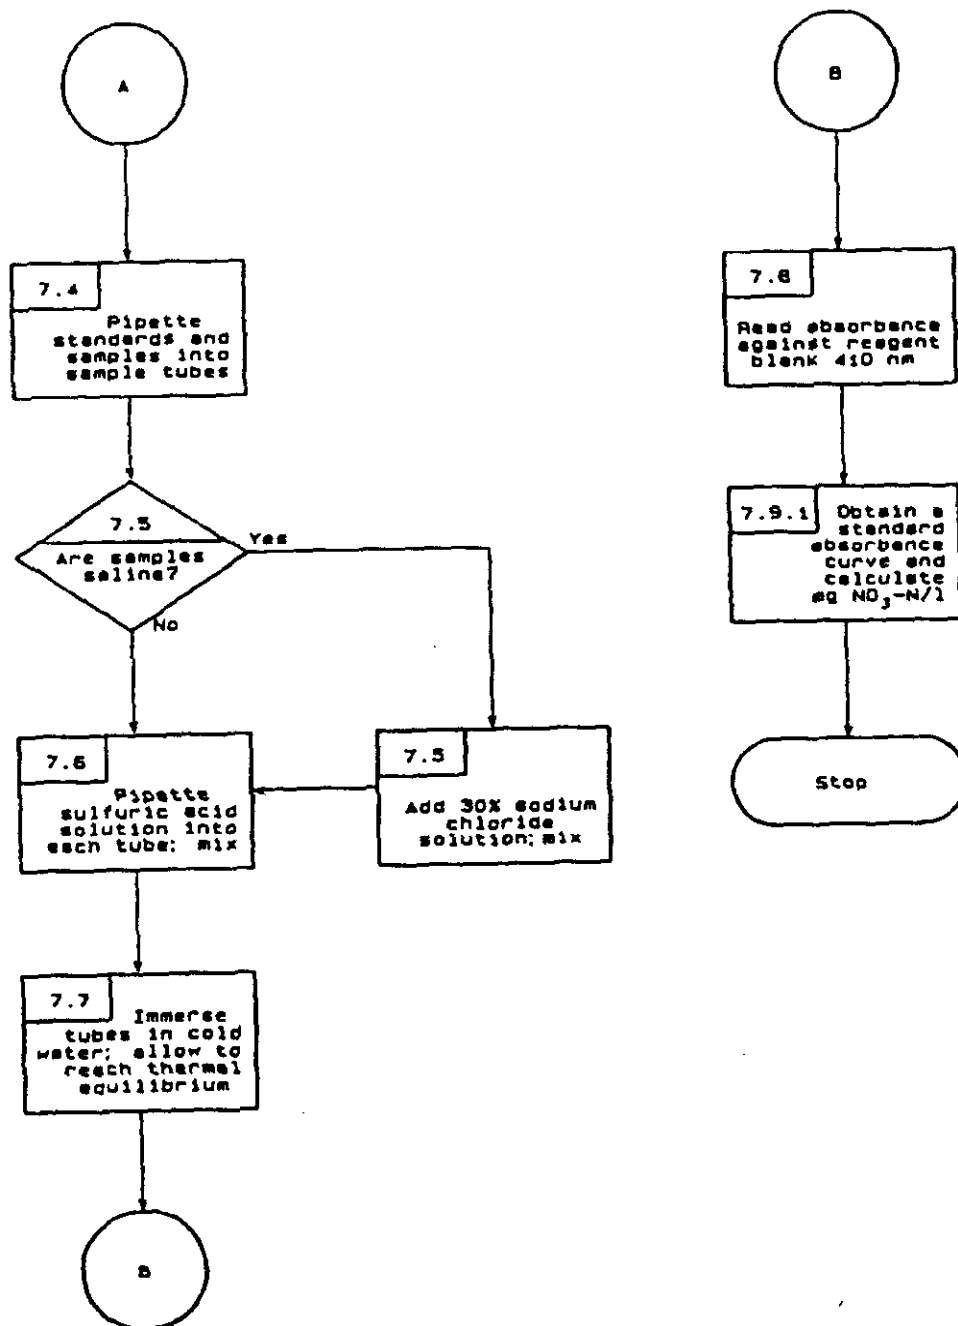 A
7.4
Pipette
standards and
samples into
sample tubes
7.5
Are samples
saline?
Yes
No
7.6
Pipette
sulfuric acid
solution into
each tube; mix
7.5
Add 30% sodium
chloride
solution; mix
7.7
Immerse
tubes in cold
water; allow to
reach thermal
equilibrium
B
B
7.8
Read absorbance
against reagent
blank 410 nm
7.9.1
Obtain a
standard
absorbance
curve and
calculate
mg NO₃-N/l
Stop